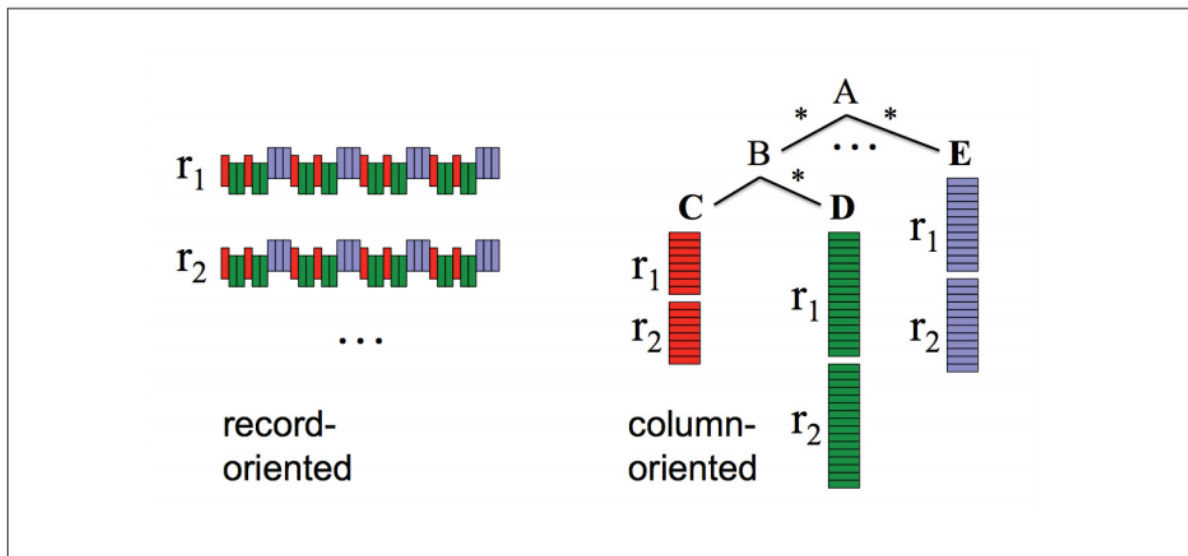 r1
r2
...
record-
oriented
A
* *
B ... E
*
C D
r1
r2
r1
r2
r1
r2
column-
oriented